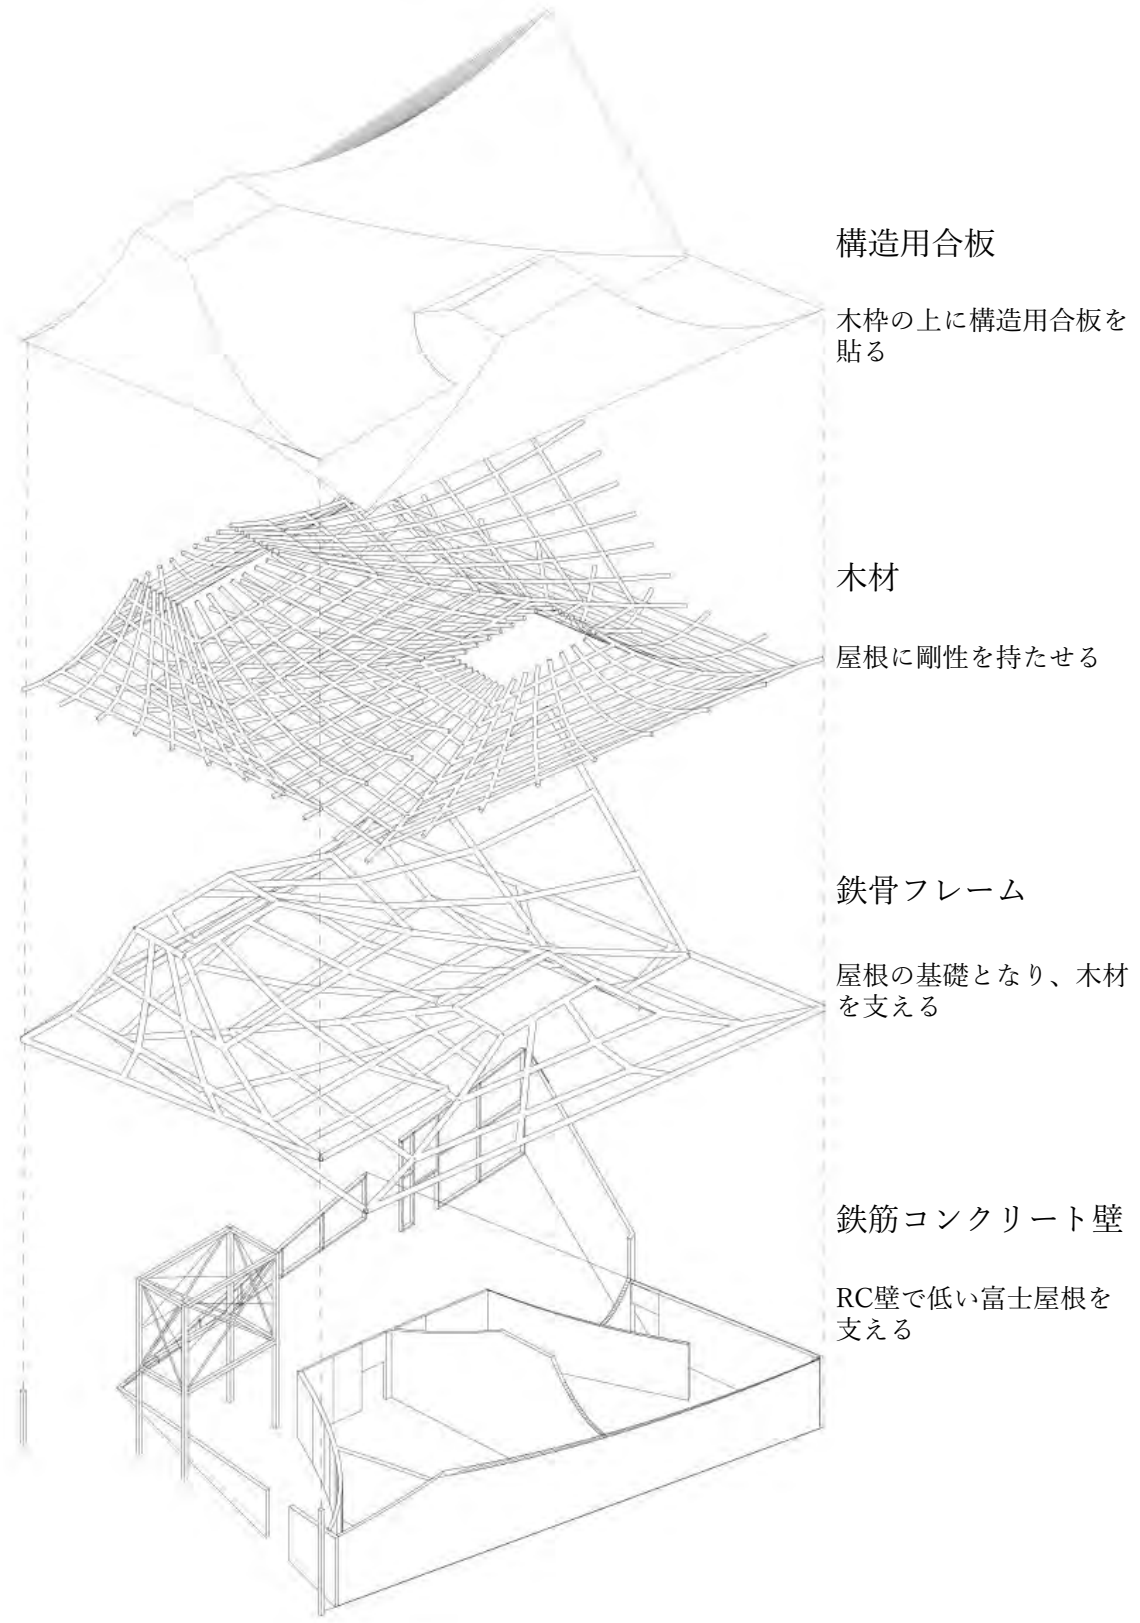 構造用合板
木枠の上に構造用合板を
貼る
木材
屋根に剛性を持たせる
鉄骨フレーム
屋根の基礎となり、木材
を支える
鉄筋コンクリート壁
RC壁で低い富士屋根を
支える